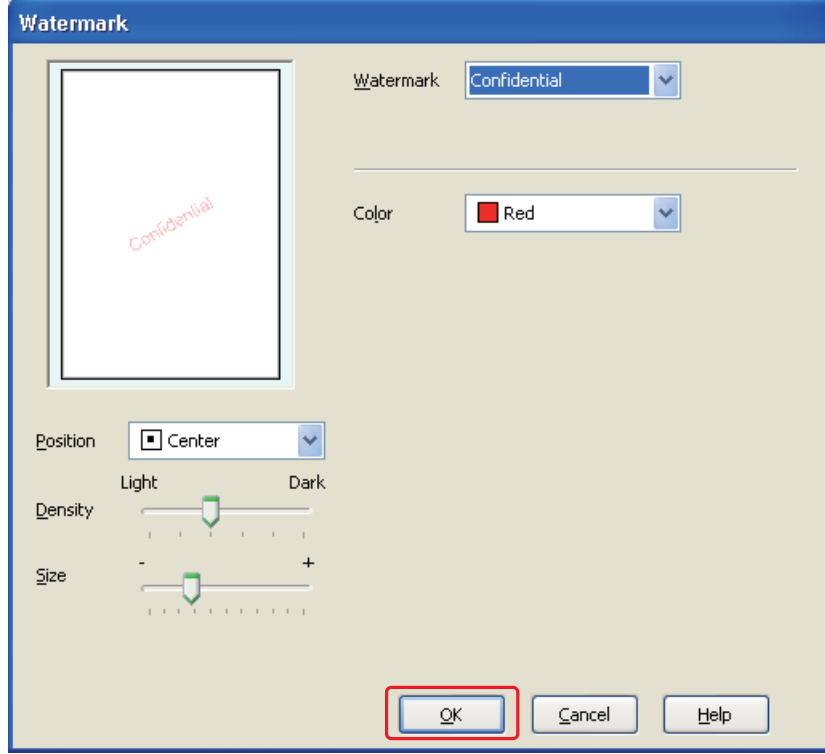 Watermark
Confidential
Watermark Confidential
Color Red
Position Center
Light Dark
Density
- +
Size
OK Cancel Help